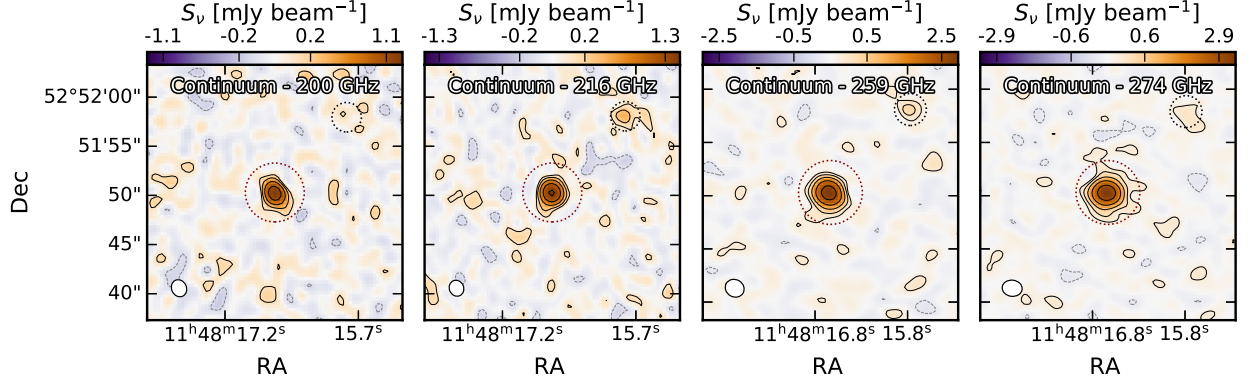 S_ν [mJy beam⁻¹] S_ν [mJy beam⁻¹] S_ν [mJy beam⁻¹] S_ν [mJy beam⁻¹]
-1.1 -0.2 0.2 1.1 -1.3 -0.2 0.2 1.3 -2.5 -0.5 0.5 2.5 -2.9 -0.6 0.6 2.9
Continuum - 200 GHz Continuum - 216 GHz Continuum - 259 GHz Continuum - 274 GHz
52°52'00"
51'55"
50"
45"
40"
Dec
11ʰ48ᵐ17.2ˢ 15.7ˢ 11ʰ48ᵐ17.2ˢ 15.7ˢ 11ʰ48ᵐ16.8ˢ 15.8ˢ 11ʰ48ᵐ16.8ˢ 15.8ˢ
RA RA RA RA